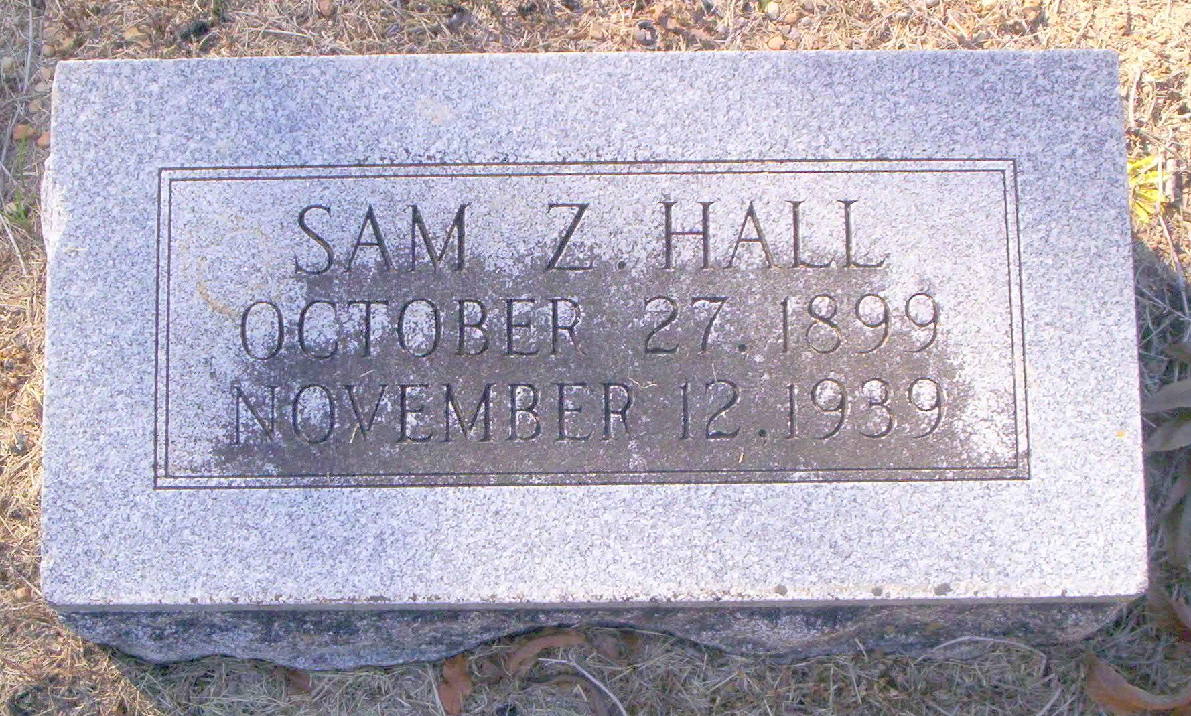 SAM Z. HALL
OCTOBER 27. 1899
NOVEMBER 12, 1939